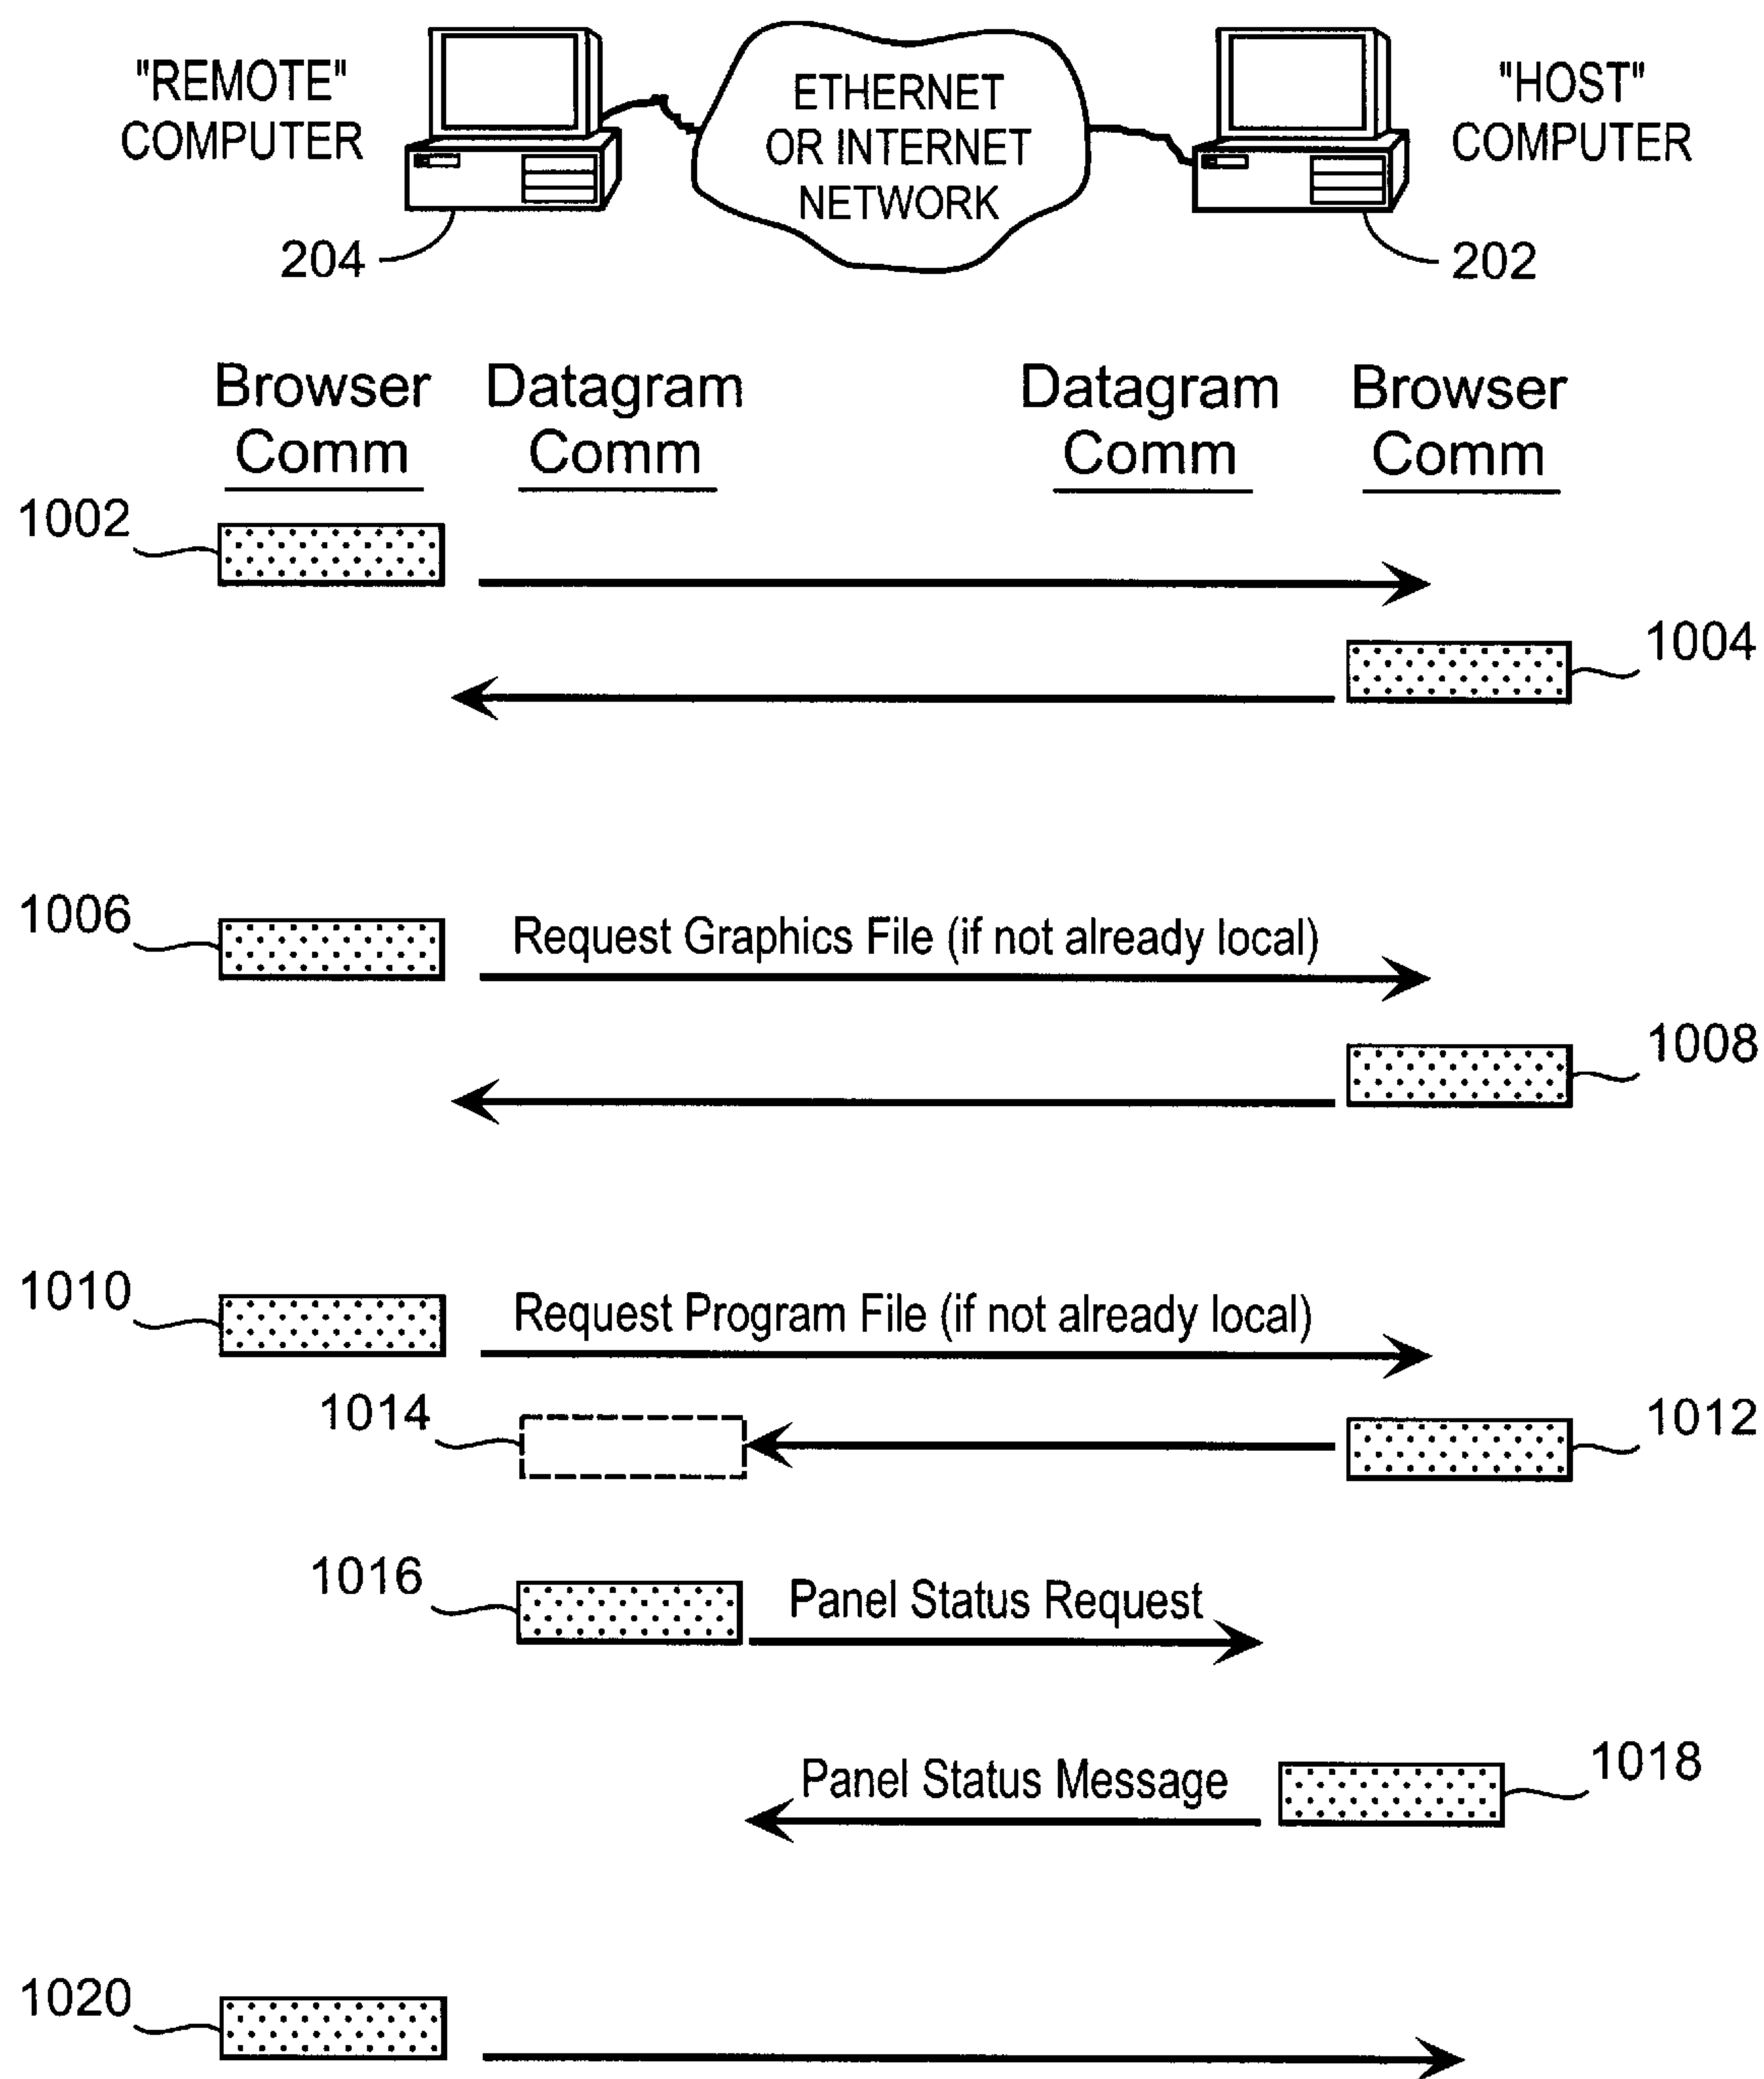 "REMOTE"
COMPUTER
ETHERNET
OR INTERNET
NETWORK
"HOST"
COMPUTER
204
202
Browser
Comm
Datagram
Comm
Datagram
Comm
Browser
Comm
1002
1004
1006
Request Graphics File (if not already local)
1008
1010
Request Program File (if not already local)
1014
1012
1016
Panel Status Request
Panel Status Message
1018
1020